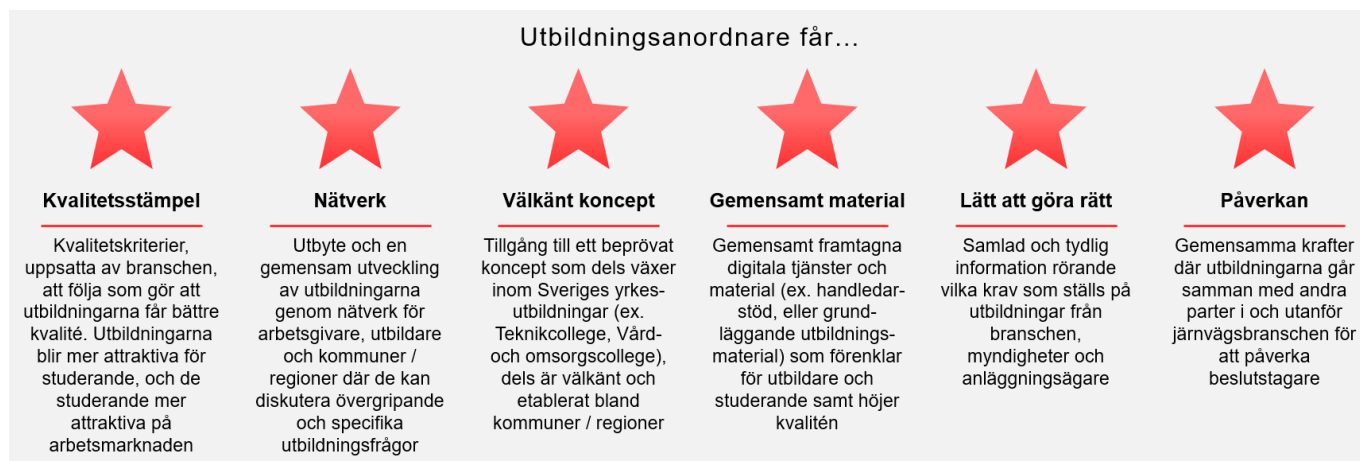 Utbildningsanordnare får…
Kvalitetsstämpel
Kvalitetskriterier,
uppsatta av branschen,
att följa som gör att
utbildningarna får bättre
kvalité. Utbildningarna
blir mer attraktiva för
studerande, och de
studerande mer
attraktiva på
arbetsmarknaden
Nätverk
Utbyte och en
gemensam utveckling
av utbildningarna
genom nätverk för
arbetsgivare, utbildare
och kommuner /
regioner där de kan
diskutera övergripande
och specifika
utbildningsfrågor
Välkänt koncept
Tillgång till ett beprövat
koncept som dels växer
inom Sveriges yrkes-
utbildningar (ex.
Teknikcollege, Vård-
och omsorgscollege),
dels är välkänt och
etablerat bland
kommuner / regioner
Gemensamt material
Gemensamt framtagna
digitala tjänster och
material (ex. handledar-
stöd, eller grund-
läggande utbildnings-
material) som förenklar
för utbildare och
studerande samt höjer
kvalitén
Lätt att göra rätt
Samlad och tydlig
information rörande
vilka krav som ställs på
utbildningar från
branschen,
myndigheter och
anläggningsägare
Påverkan
Gemensamma krafter
där utbildningarna går
samman med andra
parter i och utanför
järnvägsbranschen för
att påverka
beslutstagare